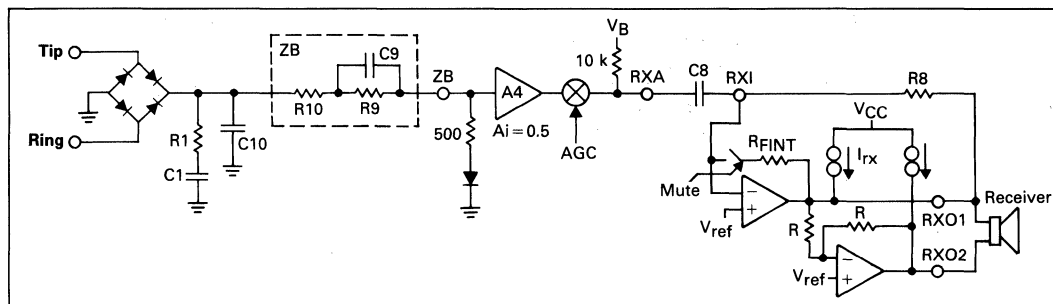 Tip
Ring
R1
C1
C10
ZB
R10
C9
R9
ZB
500
A4
Ai = 0.5
AGC
VB
10 k
RXA
C8
RXI
R8
VCC
RFINT
Irx
Mute
Vref
R
R
Vref
RXO1
RXO2
Receiver